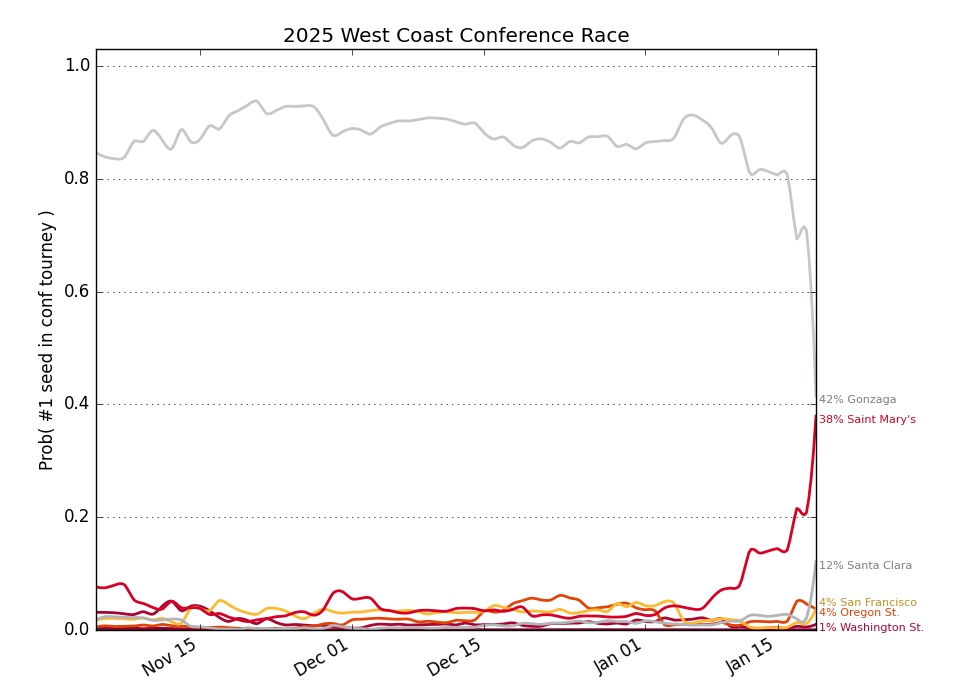 2025 West Coast Conference Race
Prob( #1 seed in conf tourney )
1.0
0.8
0.6
0.4
0.2
0.0
Nov 15
Dec 01
Dec 15
Jan 01
Jan 15
42% Gonzaga
38% Saint Mary's
12% Santa Clara
4% San Francisco
4% Oregon St.
1% Washington St.